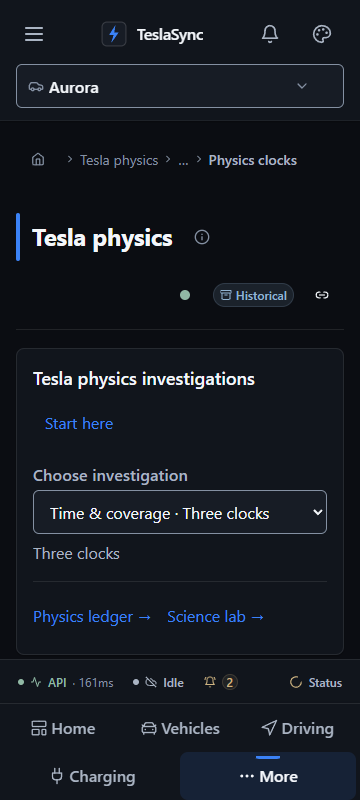 TeslaSync
Aurora
Tesla physics
...
Physics clocks
Tesla physics
Historical
Tesla physics investigations
Start here
Choose investigation
Time & coverage · Three clocks
Three clocks
Physics ledger → Science lab →
API · 161ms Idle 2 Status
Home Vehicles Driving
Charging More